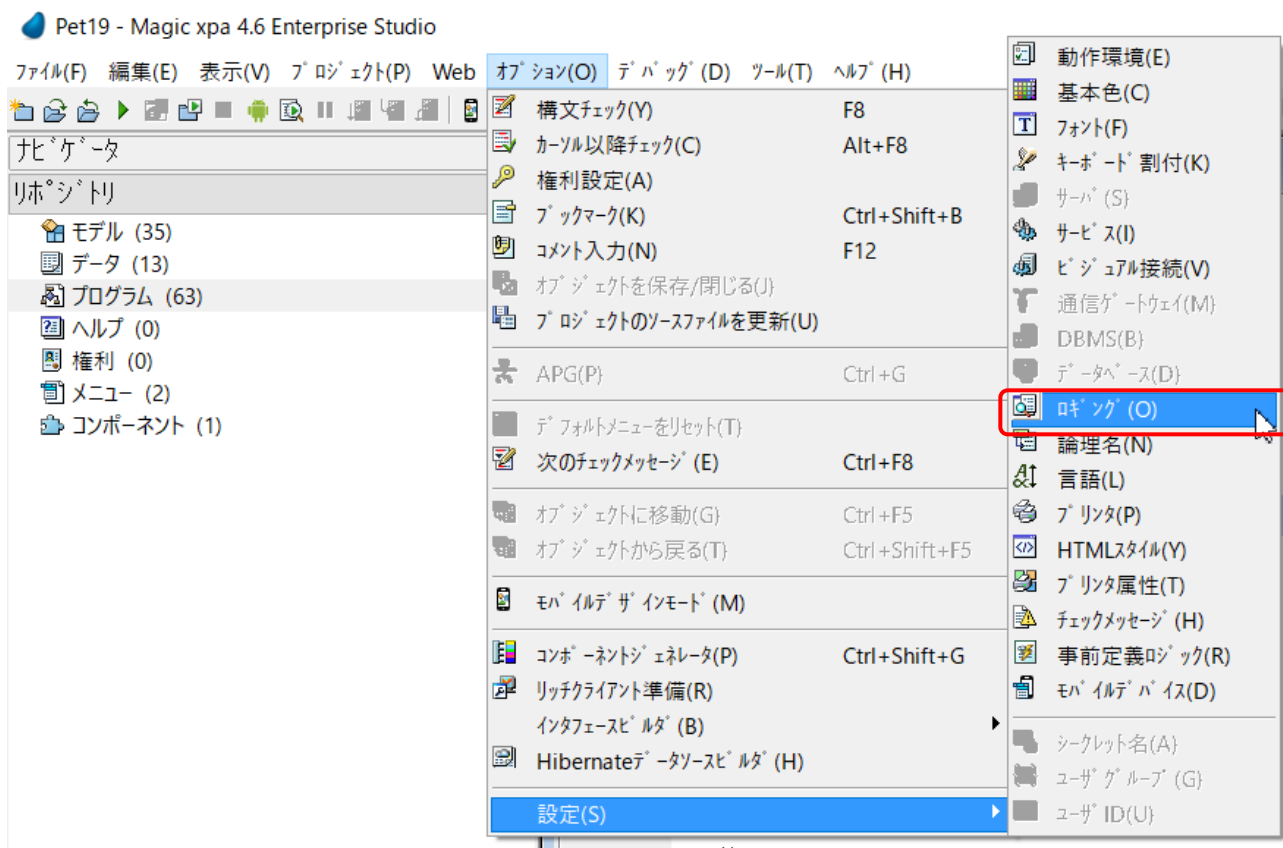 Pet19 - Magic xpa 4.6 Enterprise Studio
ﾌｧｲﾙ(F) 編集(E) 表示(V) ﾌﾟﾛｼﾞｪｸﾄ(P) Web ｵﾌﾟｼｮﾝ(O) ﾃﾞﾊﾞｯｸﾞ(D) ﾂｰﾙ(T) ﾍﾙﾌﾟ(H)
ﾅﾋﾞｹﾞｰﾀ
ﾘﾎﾟｼﾞﾄﾘ
モデル (35)
データ (13)
プログラム (63)
ヘルプ (0)
権利 (0)
メニュー (2)
コンポーネント (1)
構文ﾁｪｯｸ(Y) F8
ｶｰｿﾙ以降ﾁｪｯｸ(C) Alt+F8
権利設定(A)
ﾌﾞｯｸﾏｰｸ(K) Ctrl+Shift+B
ｺﾒﾝﾄ入力(N) F12
ｵﾌﾞｼﾞｪｸﾄを保存/閉じる(J)
ﾌﾟﾛｼﾞｪｸﾄのｿｰｽﾌｧｲﾙを更新(U)
APG(P) Ctrl+G
ﾃﾞﾌｫﾙﾄﾒﾆｭｰをﾘｾｯﾄ(T)
次のﾁｪｯｸﾒｯｾｰｼﾞ(E) Ctrl+F8
ｵﾌﾞｼﾞｪｸﾄに移動(G) Ctrl+F5
ｵﾌﾞｼﾞｪｸﾄから戻る(T) Ctrl+Shift+F5
ﾓﾊﾞｲﾙﾃﾞｻﾞｲﾝﾓｰﾄﾞ(M)
ｺﾝﾎﾟｰﾈﾝﾄｼﾞｪﾈﾚｰﾀ(P) Ctrl+Shift+G
ﾘｯﾁｸﾗｲｱﾝﾄ準備(R)
ｲﾝﾀﾌｪｰｽﾋﾞﾙﾀﾞ(B)
Hibernateﾃﾞｰﾀｿｰｽﾋﾞﾙﾀﾞ(H)
設定(S)
動作環境(E)
基本色(C)
ﾌｫﾝﾄ(F)
ｷｰﾎﾞｰﾄﾞ割付(K)
ｻｰﾊﾞ(S)
ｻｰﾋﾞｽ(I)
ﾋﾞｼﾞｭｱﾙ接続(V)
通信ｹﾞｰﾄｳｪｲ(M)
DBMS(B)
ﾃﾞｰﾀﾍﾞｰｽ(D)
ﾛｷﾞﾝｸﾞ(O)
論理名(N)
言語(L)
ﾌﾟﾘﾝﾀ(P)
HTMLｽﾀｲﾙ(Y)
ﾌﾟﾘﾝﾀ属性(T)
ﾁｪｯｸﾒｯｾｰｼﾞ(H)
事前定義ﾛｼﾞｯｸ(R)
ﾓﾊﾞｲﾙﾃﾞﾊﾞｲｽ(D)
ｼｰｸﾚｯﾄ名(A)
ﾕｰｻﾞｸﾞﾙｰﾌﾟ(G)
ﾕｰｻﾞID(U)